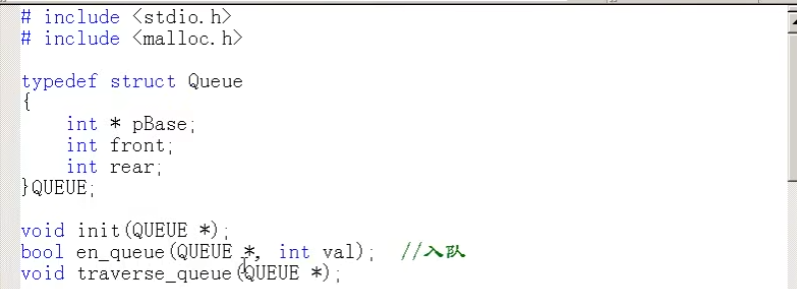 # include <stdio.h>
# include <malloc.h>
typedef struct Queue
{
int * pBase;
int front;
int rear;
}QUEUE;
void init(QUEUE *);
bool en_queue(QUEUE *, int val); //入队
void traverse_queue(QUEUE *);